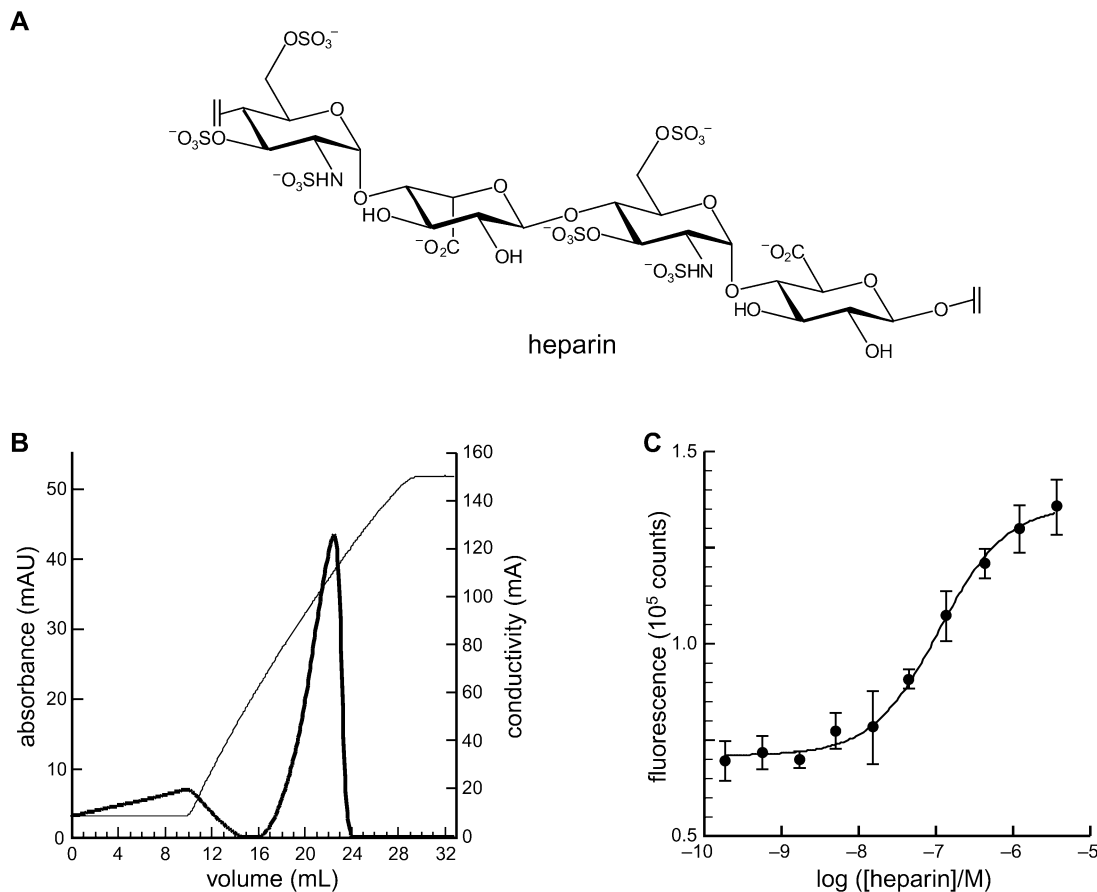 A
OSO₃⁻
O
⁻O₃SO
⁻O₃SHN
O
O
HO
⁻O₂C
OH
O
OSO₃⁻
O
⁻O₃SO
⁻O₃SHN
O
⁻O₂C
O
HO
OH
O
heparin
B
absorbance (mAU)
50
40
30
20
10
0
160
140
120
100
80
60
40
20
0
conductivity (mA)
0 4 8 12 16 20 24 28 32
volume (mL)
C
fluorescence (10⁵ counts)
1.5
1.0
0.5
–10 –9 –8 –7 –6 –5
log ([heparin]/M)